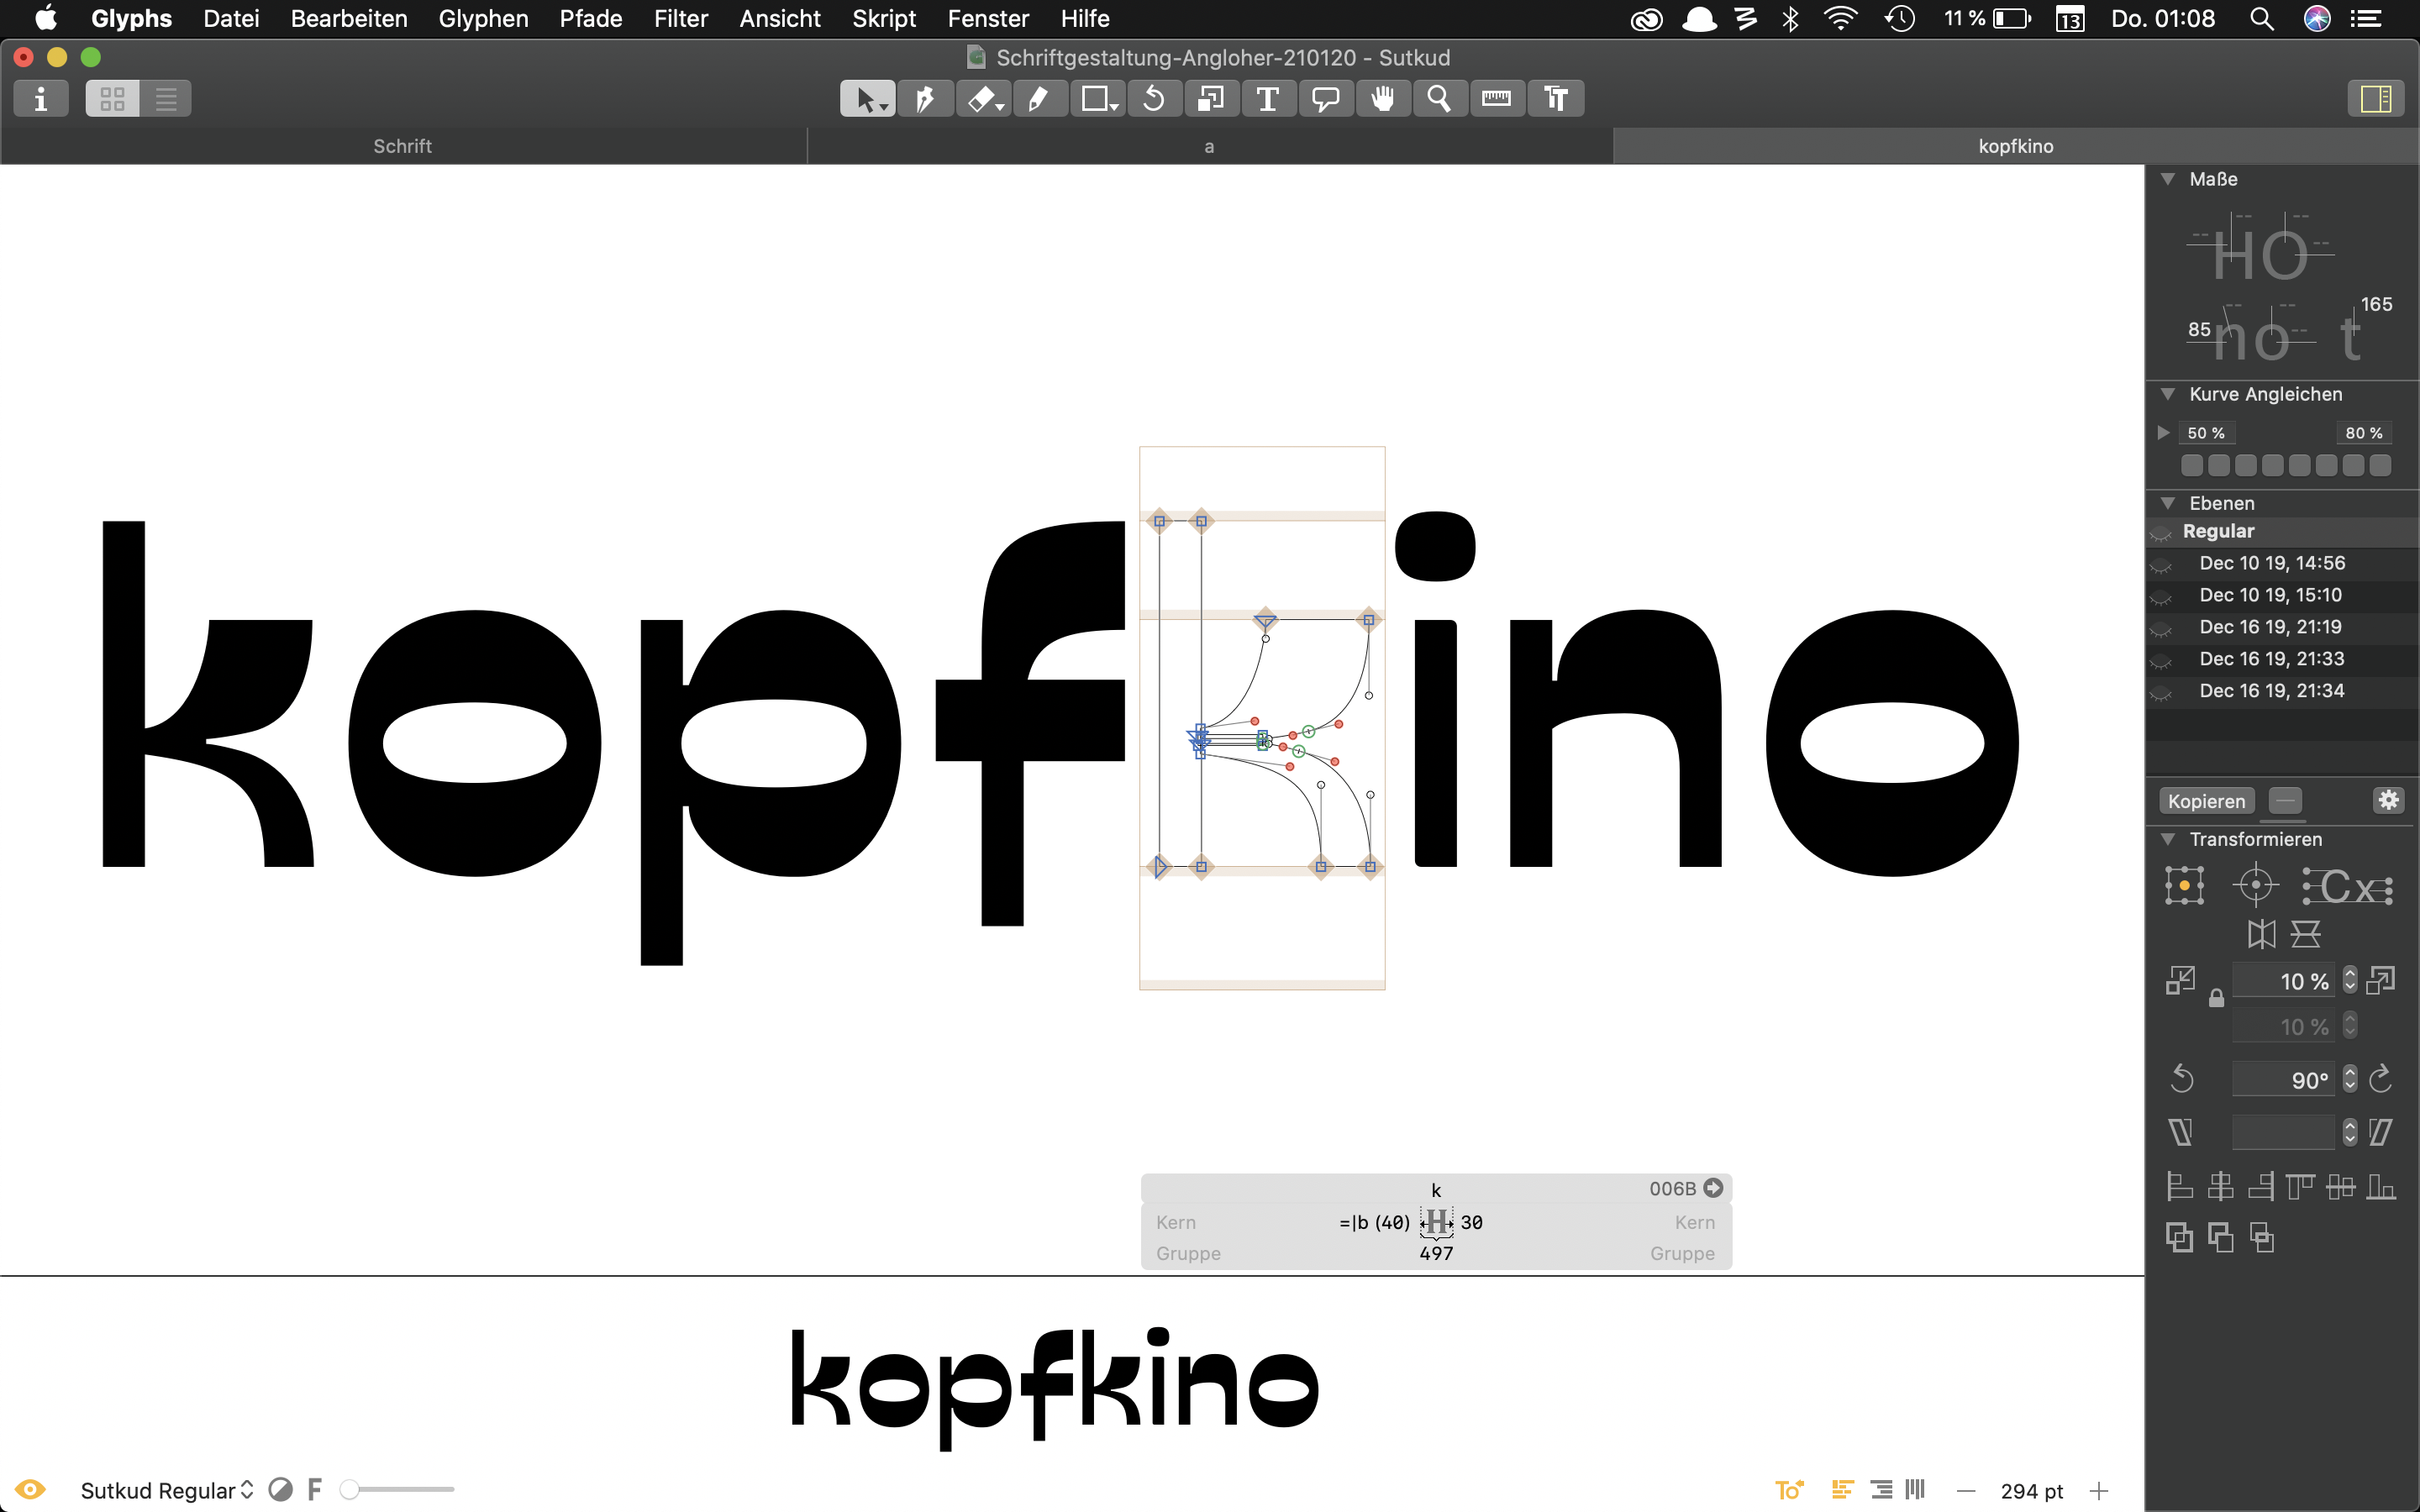 Glyphs Datei Bearbeiten Glyphen Pfade Filter Ansicht Skript Fenster Hilfe 11 % 13 Do. 01:08
Schriftgestaltung-Angloher-210120 - Sutkud
Schrift a kopfkino
Maße
HO
165
85 no t
Kurve Angleichen
50 % 80 %
Ebenen
Regular
Dec 10 19, 14:56
Dec 10 19, 15:10
Dec 16 19, 21:19
Dec 16 19, 21:33
Dec 16 19, 21:34
Kopieren
Transformieren
Cx
10 %
10 %
90°
kopfkino
k 006B
Kern =|b (40) H 30 Kern
Gruppe 497 Gruppe
kopfkino
Sutkud Regular F To 294 pt